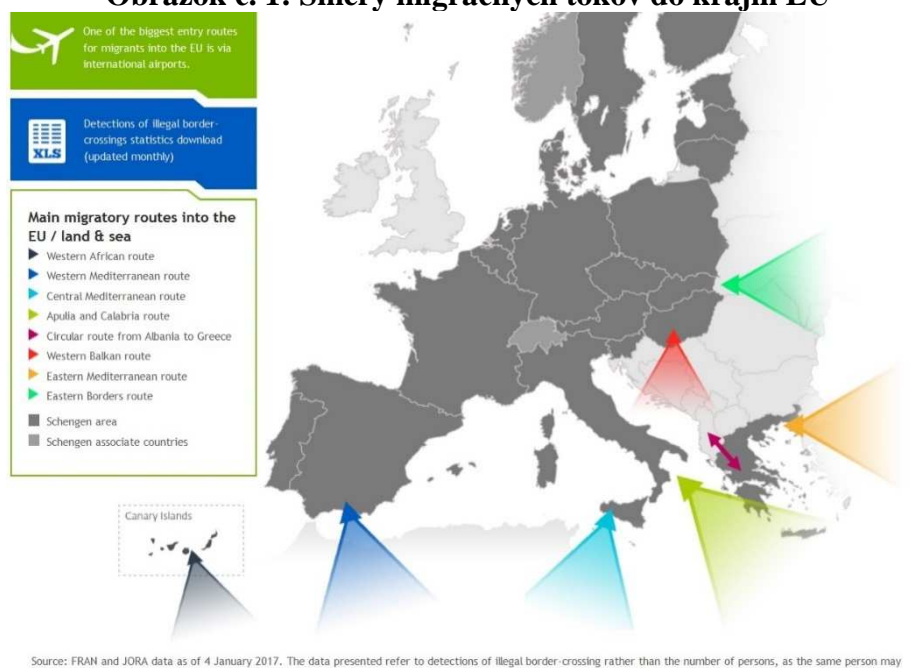 Obrázok č. 1: Smery migračných tokov do krajín EÚ
One of the biggest entry routes
for migrants into the EU is via
international airports.
XLS
Detections of illegal border-
crossings statistics download
(updated monthly)
Main migratory routes into the
EU / land & sea
Western African route
Western Mediterranean route
Central Mediterranean route
Apulia and Calabria route
Circular route from Albania to Greece
Western Balkan route
Eastern Mediterranean route
Eastern Borders route
Schengen area
Schengen associate countries
Canary Islands
Source: FRAN and JORA data as of 4 January 2017. The data presented refer to detections of illegal border-crossing rather than the number of persons, as the same person may